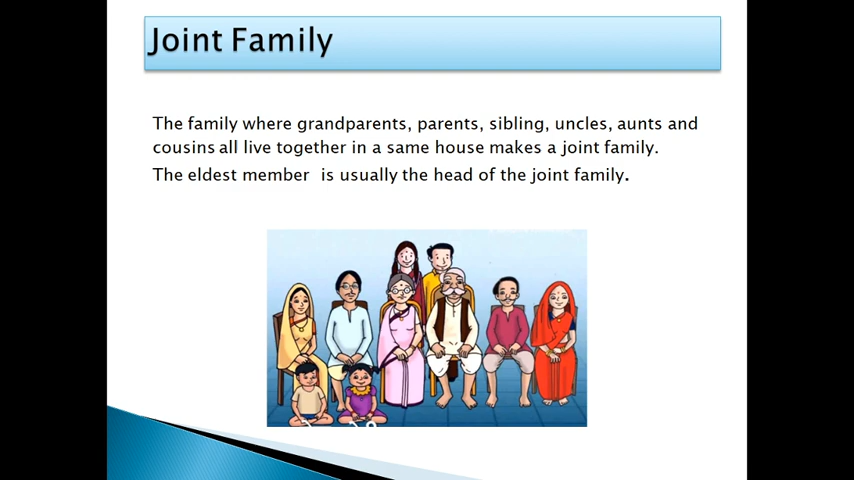 Joint Family
The family where grandparents, parents, sibling, uncles, aunts and
cousins all live together in a same house makes a joint family.
The eldest member  is usually the head of the joint family.